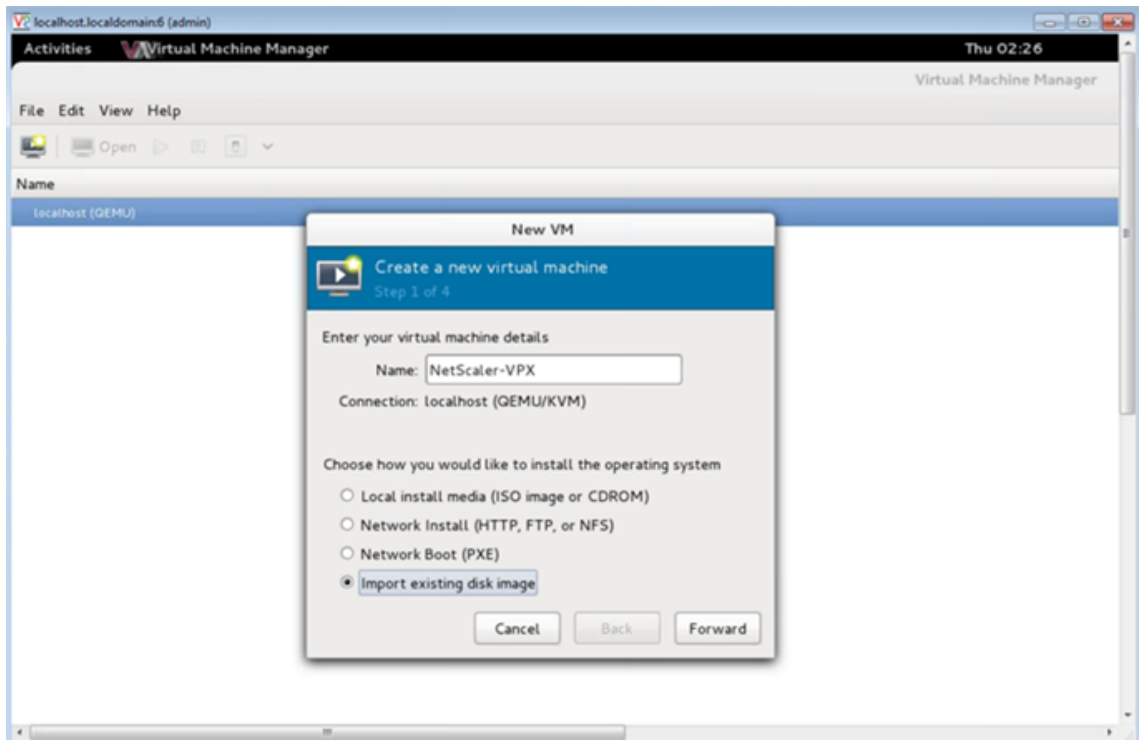 localhost.localdomain:6 (admin)
Activities Virtual Machine Manager Thu 02:26
Virtual Machine Manager
File Edit View Help
Open
Name
localhost (QEMU)
New VM
Create a new virtual machine
Step 1 of 4
Enter your virtual machine details
Name: NetScaler-VPX
Connection: localhost (QEMU/KVM)
Choose how you would like to install the operating system
Local install media (ISO image or CDROM)
Network Install (HTTP, FTP, or NFS)
Network Boot (PXE)
Import existing disk image
Cancel Back Forward